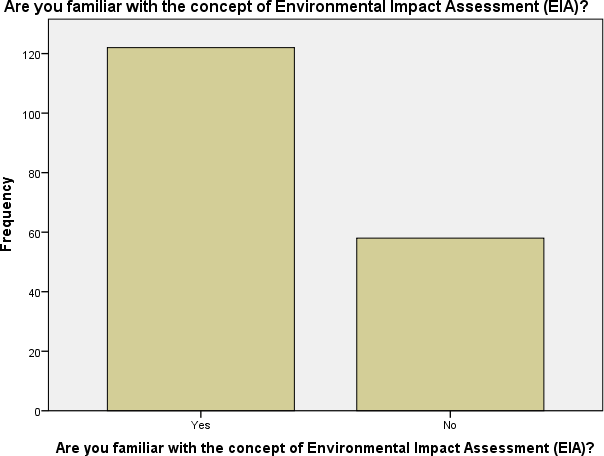 Are you familiar with the concept of Environmental Impact Assessment (EIA)?
120
100
80
60
40
20
0
Frequency
Yes No
Are you familiar with the concept of Environmental Impact Assessment (EIA)?